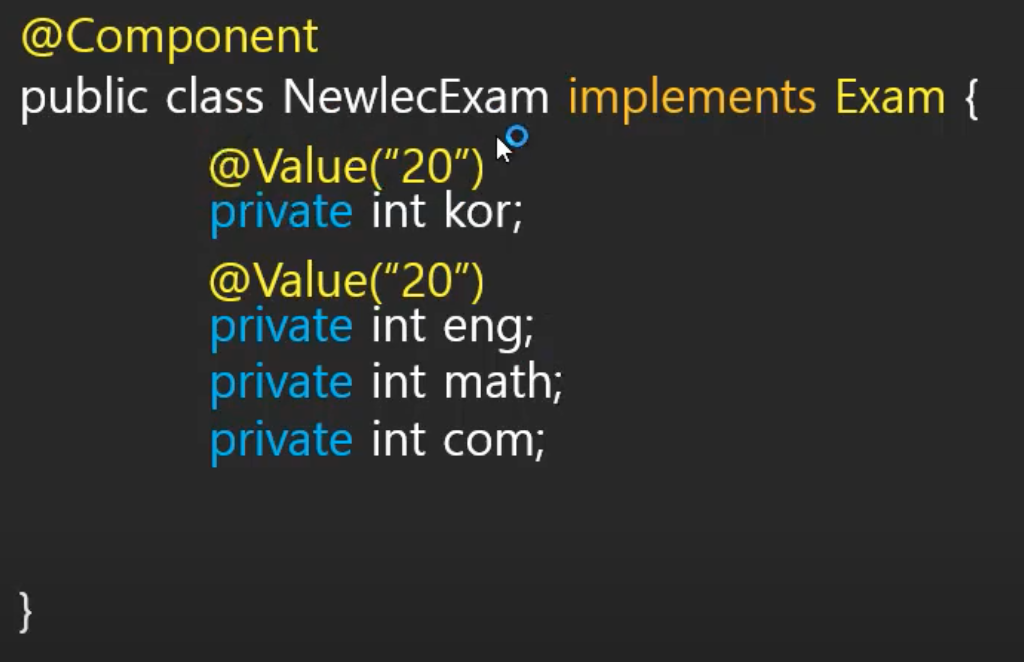 @Component
public class NewlecExam implements Exam {
@Value(“20”)
private int kor;
@Value(“20”)
private int eng;
private int math;
private int com;
}